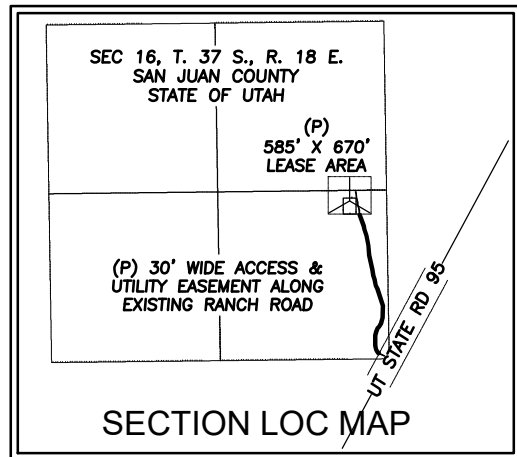 SEC 16, T. 37 S., R. 18 E.
SAN JUAN COUNTY
STATE OF UTAH
(P)
585' X 670'
LEASE AREA
(P) 30' WIDE ACCESS &
UTILITY EASEMENT ALONG
EXISTING RANCH ROAD
UT STATE RD 95
SECTION LOC MAP